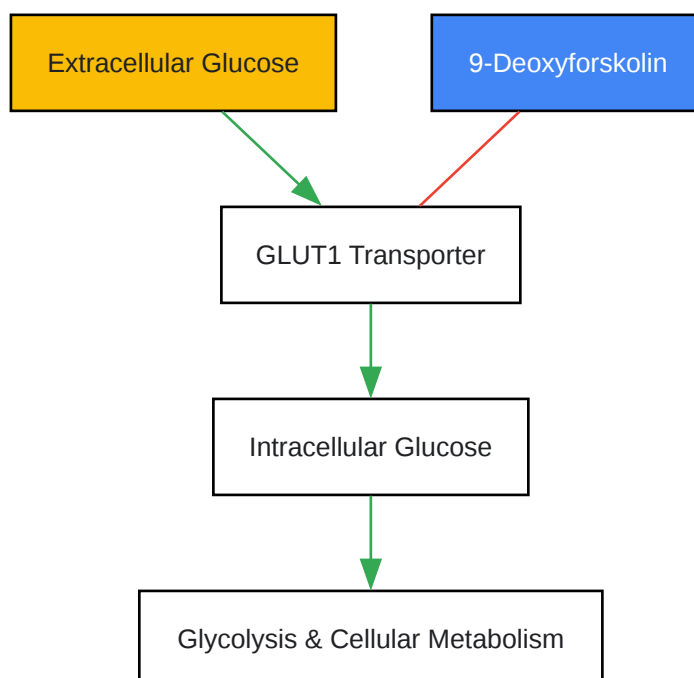 Extracellular Glucose
9-Deoxyforskolin
GLUT1 Transporter
Intracellular Glucose
Glycolysis & Cellular Metabolism